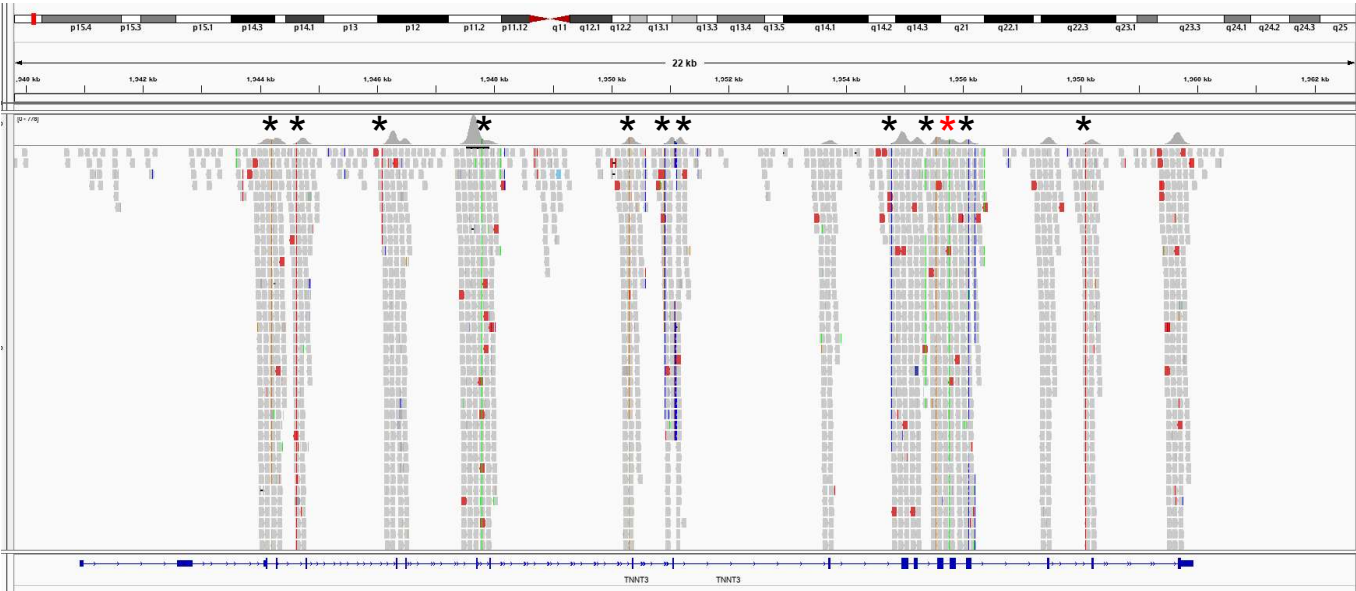 p15.4 p15.3 p15.1 p14.3 p14.1 p13 p12 p11.2 p11.12 q11 q12.1 q12.2 q13.1 q13.3 q13.4 q13.5 q14.1 q14.2 q14.3 q21 q22.1 q22.3 q23.1 q23.3 q24.1 q24.2 q24.3 q25
22 kb
,940 kb 1,942 kb 1,944 kb 1,946 kb 1,948 kb 1,950 kb 1,952 kb 1,954 kb 1,956 kb 1,958 kb 1,960 kb 1,962 kb
* * * * * * * * * * * *
TNNT3 TNNT3